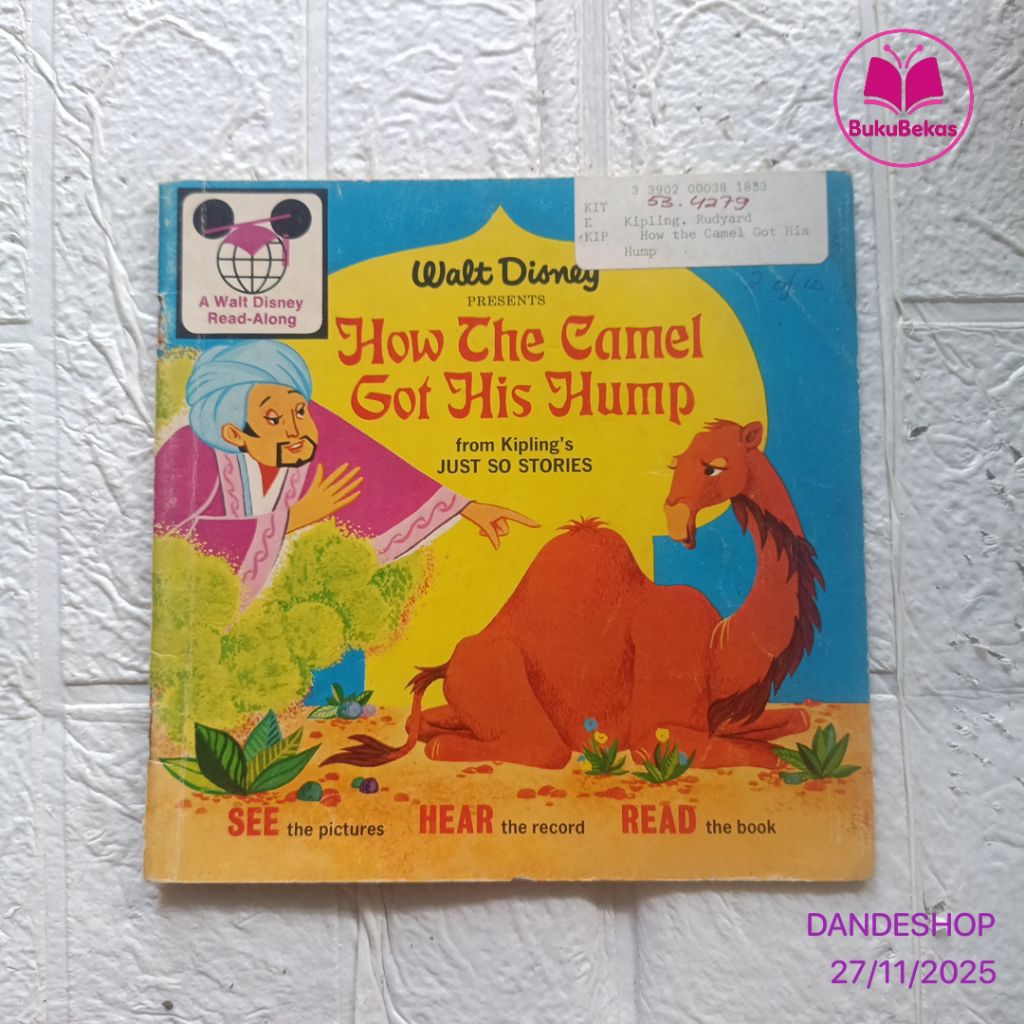 BukuBekas
3 3902 00038 1853
53.4279
KIT
E Kipling. Rudyard
KIP How the Camel Got His
Hump
2 of
A Walt Disney
Read-Along
Walt Disney
PRESENTS
How The Camel
Got His Hump
from Kipling's
JUST SO STORIES
SEE the pictures HEAR the record READ the book
DANDESHOP
27/11/2025